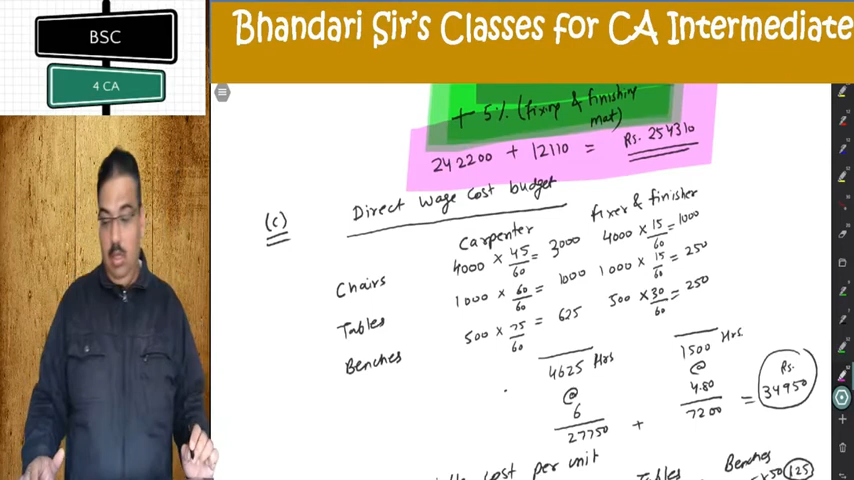 Bhandari Sir's Classes for CA Intermediate
BSC
4 CA
+ 5% (fixing & finishing mat)
242200 + 12110 = Rs. 254310
(c) Direct Wage Cost budget
Carpenter fixer & finisher
Chairs 4000 × 45/60 = 3000 4000 × 15/60 = 1000
Tables 1000 × 60/60 = 1000 1000 × 15/60 = 250
Benches 500 × 75/60 = 625 500 × 30/60 = 250
4625 Hrs 1500 Hrs
@ @
6 4.80
27750 + 7200 = Rs. 34950
cost per unit
Tables Benches
×50 125